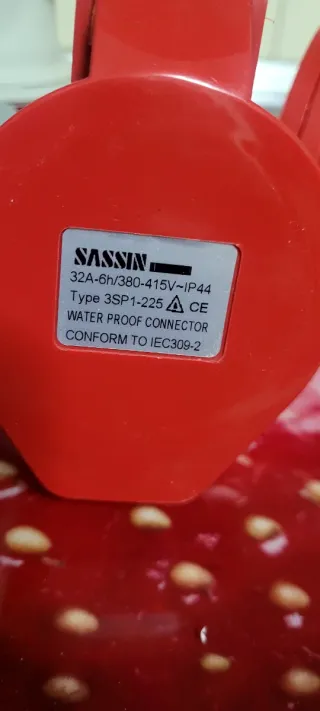 SASSIN
32A-6h/380-415V~IP44
Type 3SP1-225 CE
WATER PROOF CONNECTOR
CONFORM TO IEC309-2